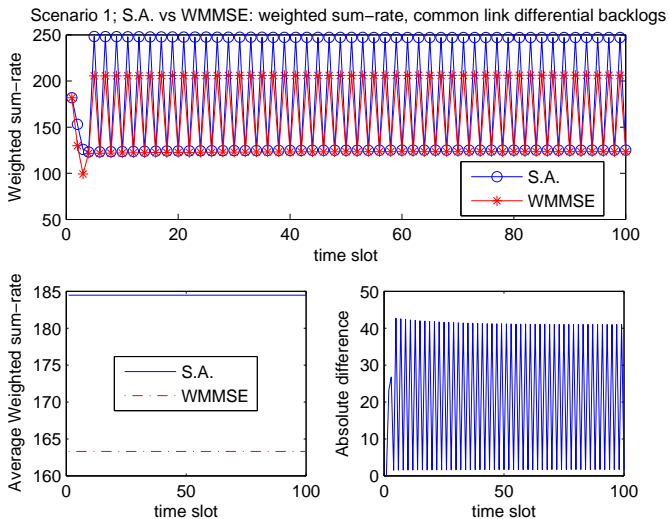 Scenario 1; S.A. vs WMMSE: weighted sum−rate, common link differential backlogs
Weighted sum−rate
250
200
150
100
50
0
20
40
60
80
100
time slot
S.A.
WMMSE
Average Weighted sum−rate
185
180
175
170
165
160
0
50
100
time slot
S.A.
WMMSE
Absolute difference
50
40
30
20
10
0
0
50
100
time slot